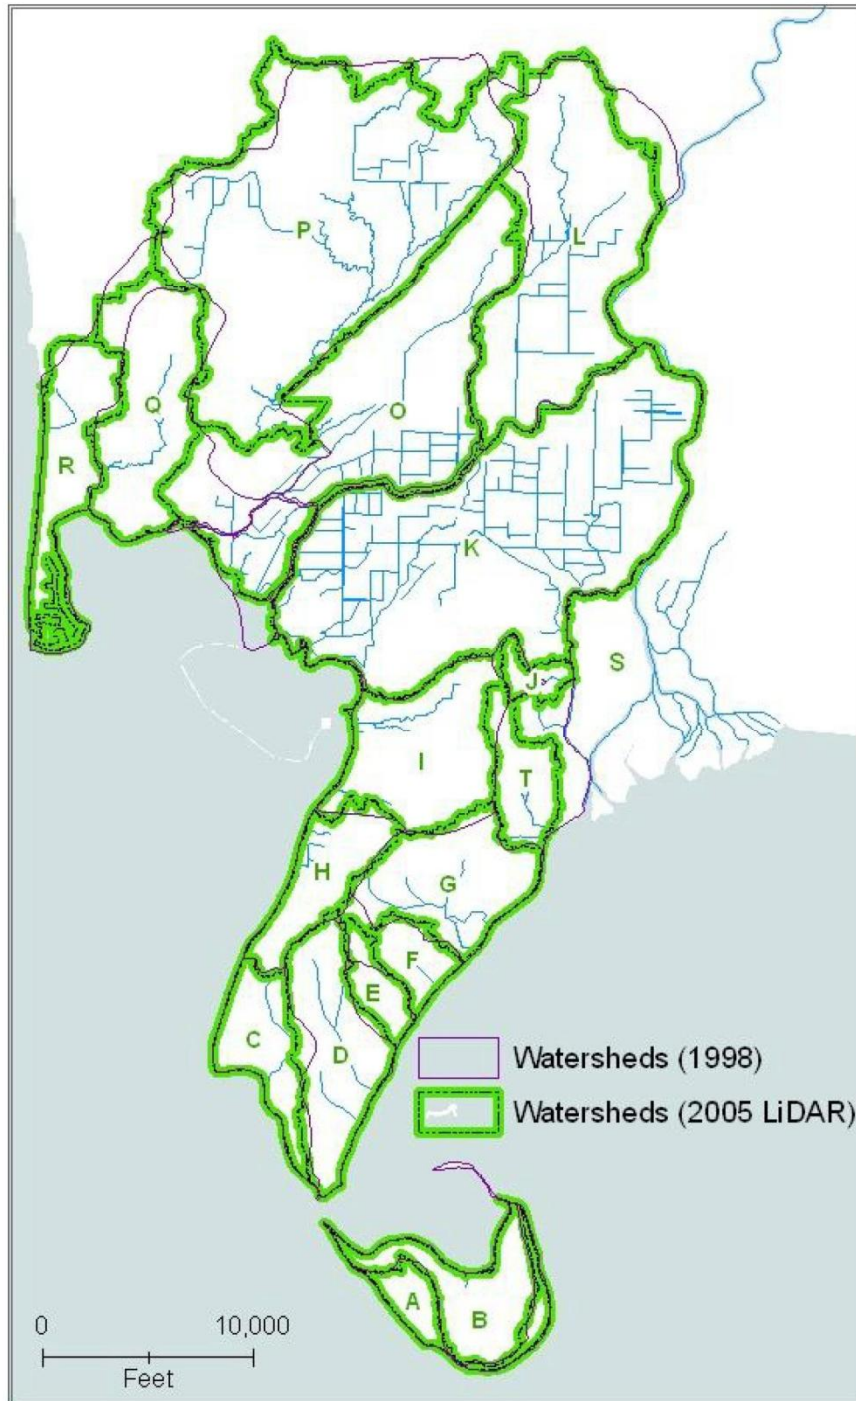 P
L
Q
O
R
K
J
S
I
T
H
G
F
E
C
D
Watersheds (1998)
Watersheds (2005 LiDAR)
A
B
0 10,000
Feet